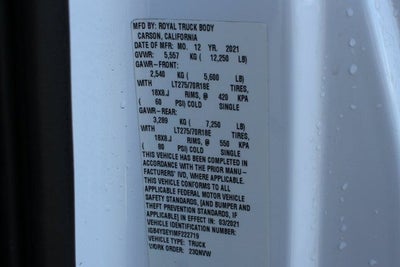 MFD BY: ROYAL TRUCK BODY
CARSON, CALIFORNIA
DATE OF MFR: MO. 12 YR. 2021
GVWR: 5,557 KG ( 12,250 LB)
GAWR-FRONT:
2,540 KG ( 5,600 LB)
WITH LT275/70R18E TIRES,
18X8.J RIMS, @ 420 KPA
( 60 PSI) COLD SINGLE
GAWR-REAR:
3,289 KG ( 7,250 LB)
WITH LT275/70R18E TIRES,
18X8.J RIMS, @ 550 KPA
( 80 PSI) COLD SINGLE
THIS VEHICLE HAS BEEN COMPLETED IN
ACCORDANCE WITH THE PRIOR MANU-
FACTURERS' IVD, WHERE APPLICABLE.
THIS VEHICLE CONFORMS TO ALL
APPLICABLE FEDERAL MOTOR VEHICLE
SAFETY STANDARDS, [AND BUMPER AND
THEFT PREVENTION STANDARDS, IF
APPLICABLE] IN EFFECT IN 03/2021
VEHICLE IDENTIFICATION NUMBER:
VEHICLE TYPE: TRUCK
WORK ORDER: 23QNVW